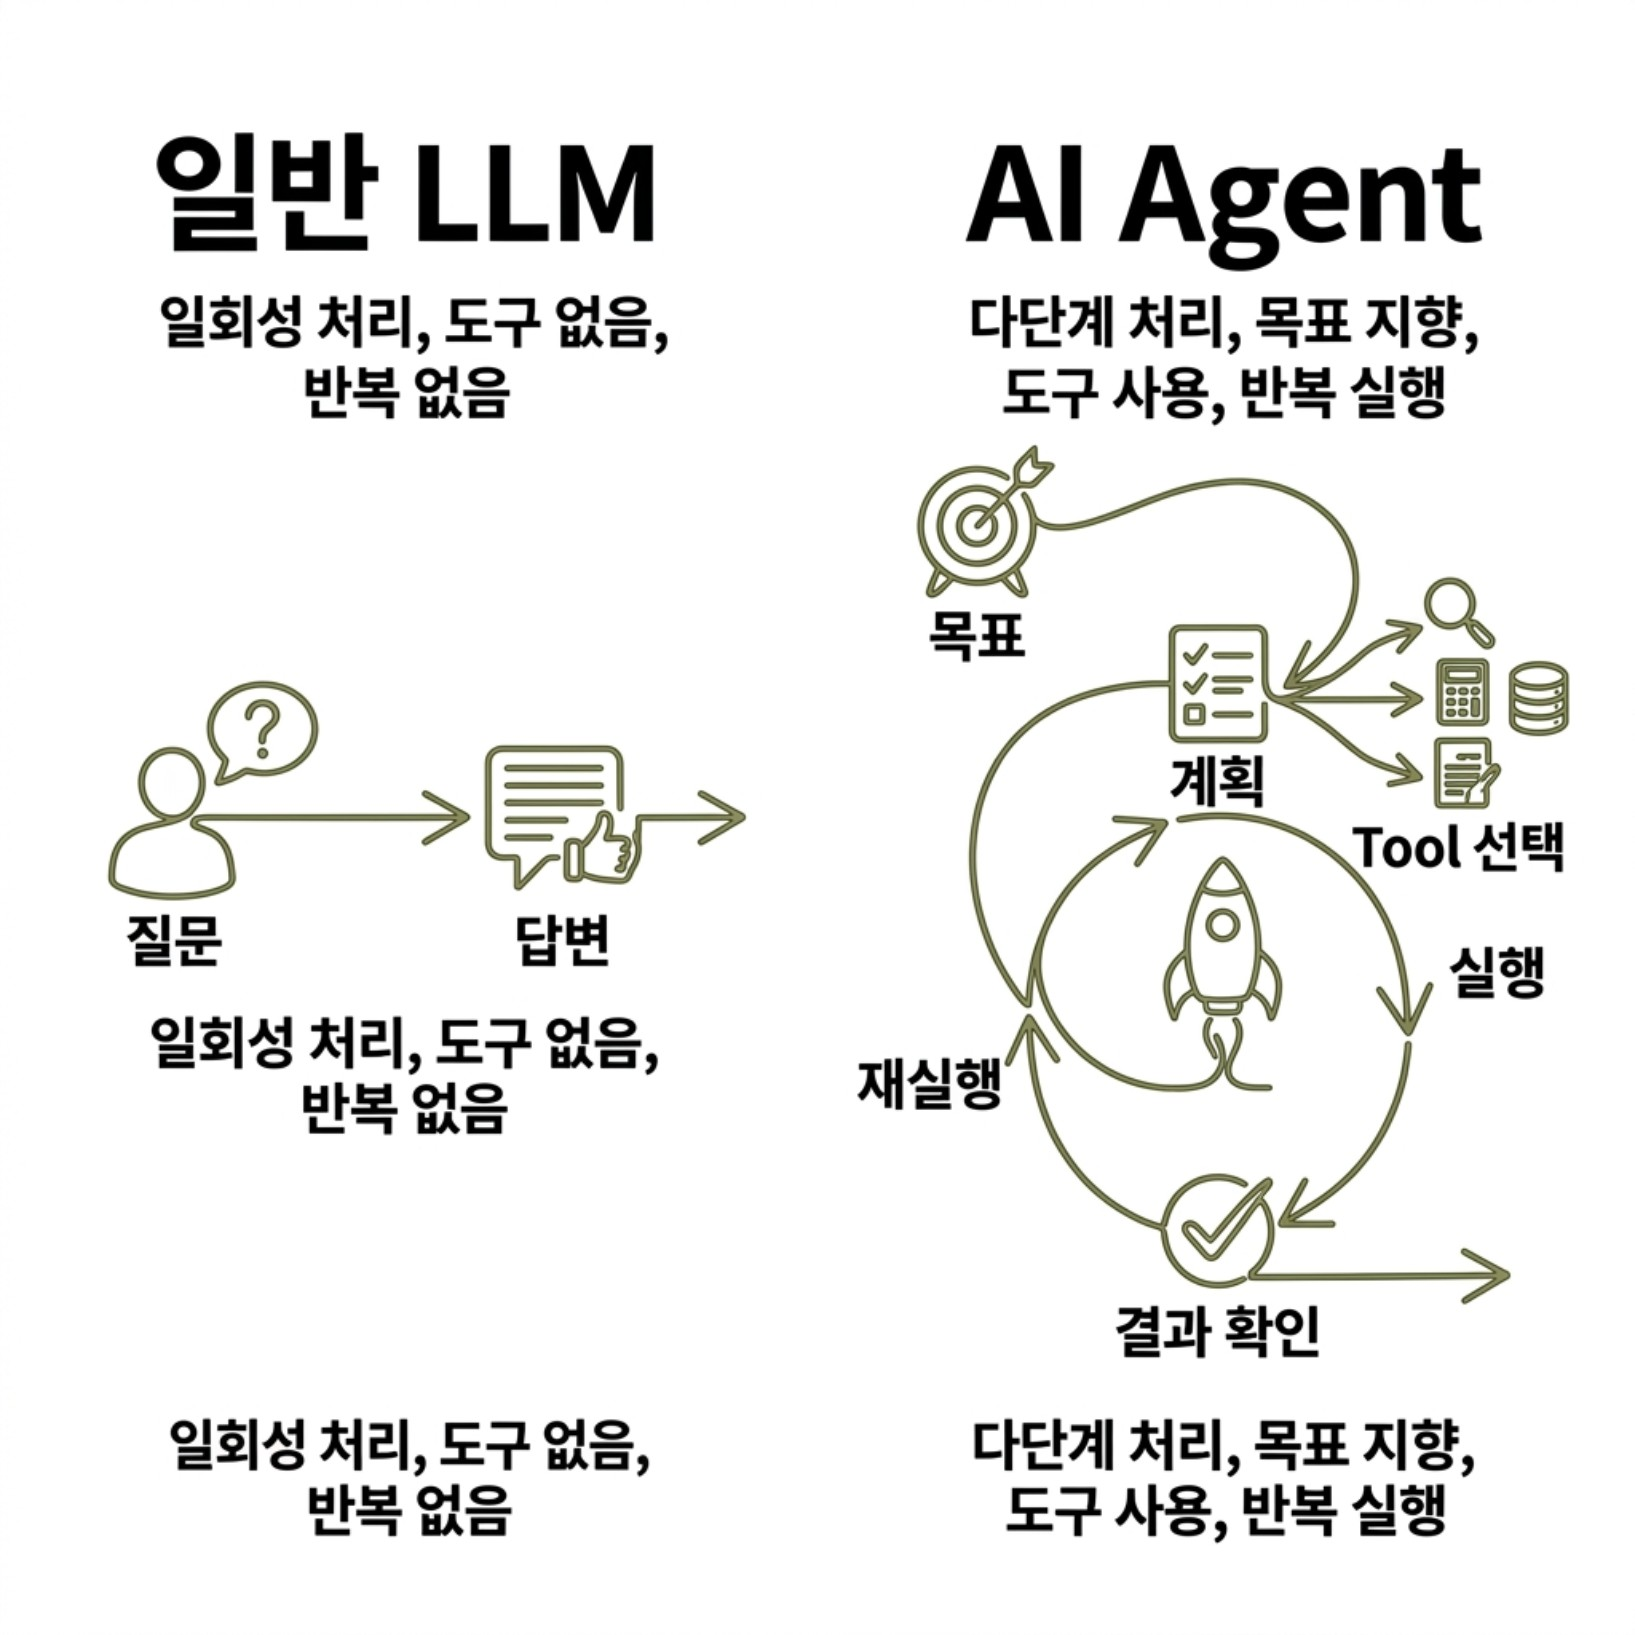 일반 LLM
일회성 처리, 도구 없음,
반복 없음
질문
답변
일회성 처리, 도구 없음,
반복 없음
일회성 처리, 도구 없음,
반복 없음
AI Agent
다단계 처리, 목표 지향,
도구 사용, 반복 실행
목표
계획
Tool 선택
실행
재실행
결과 확인
다단계 처리, 목표 지향,
도구 사용, 반복 실행